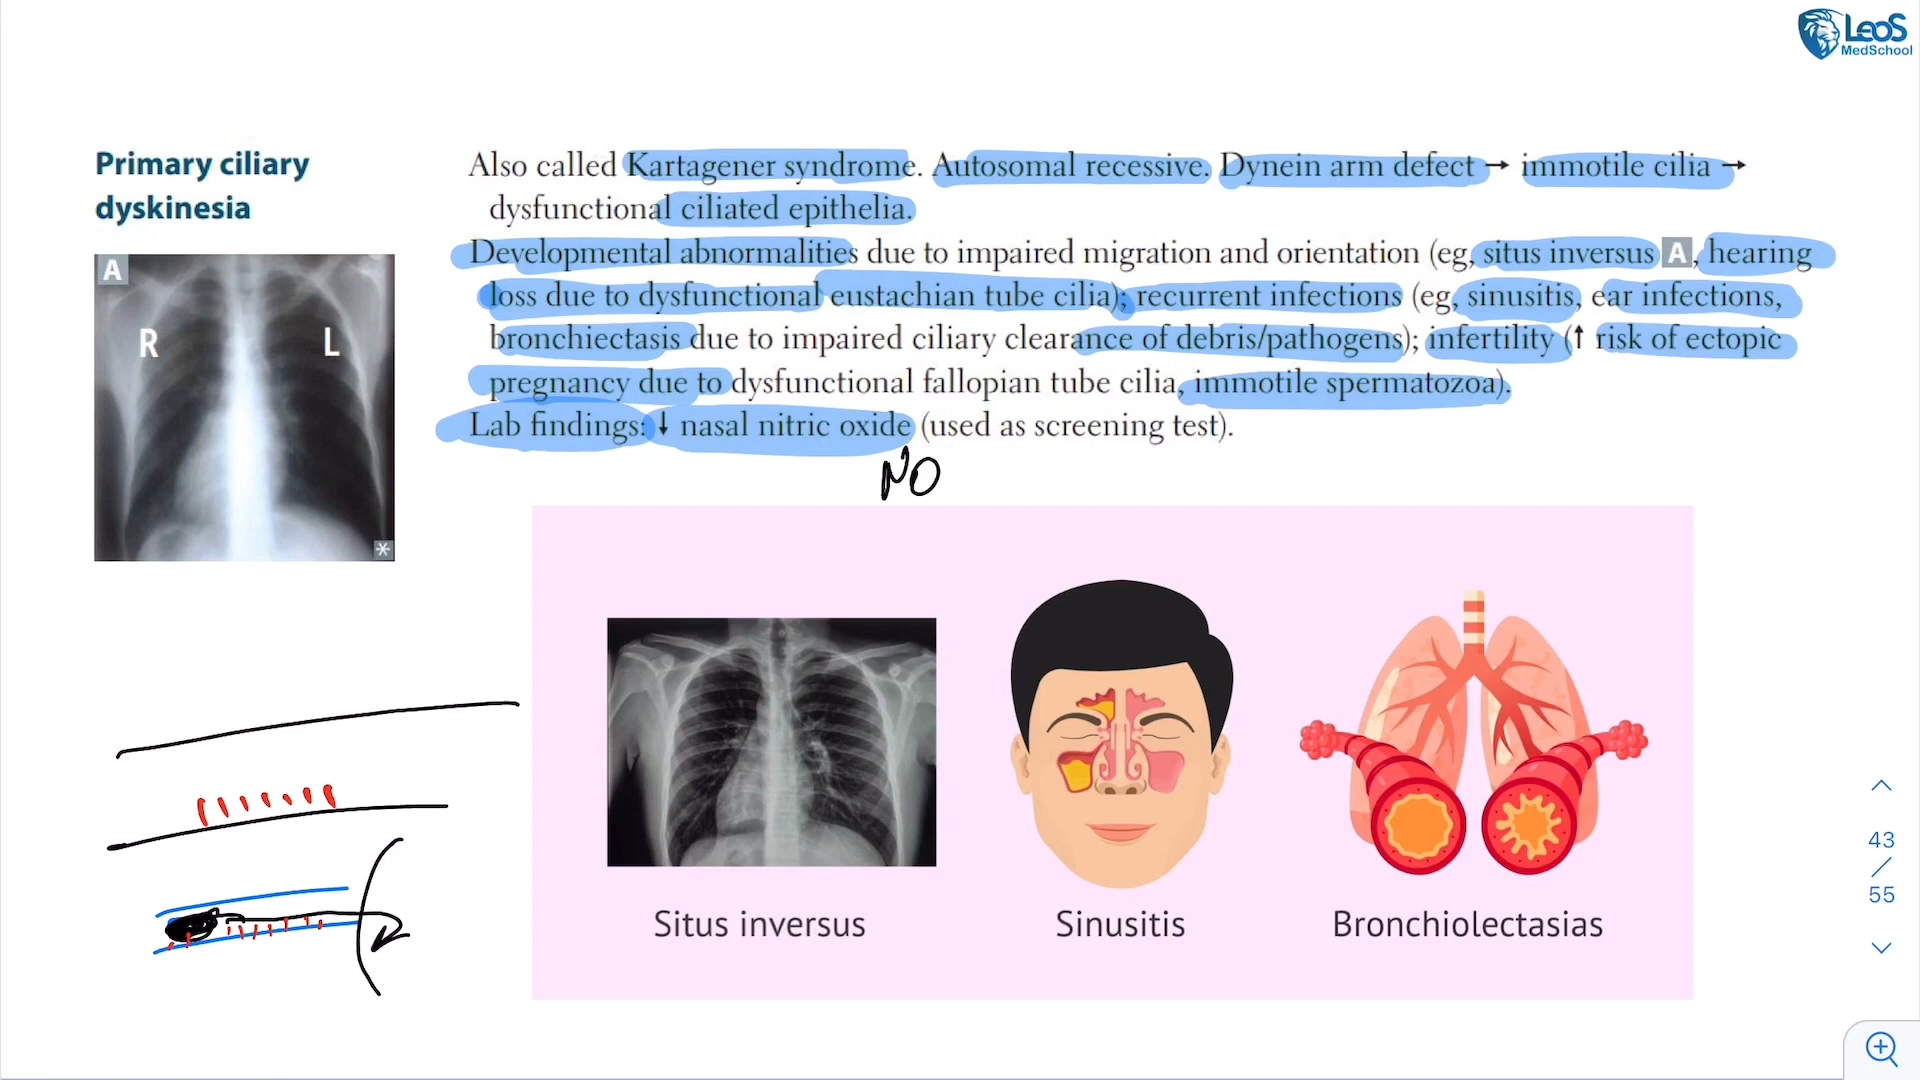 LeoS
MedSchool
Primary ciliary
dyskinesia
A
R
L
Also called Kartagener syndrome. Autosomal recessive. Dynein arm defect → immotile cilia →
dysfunctional ciliated epithelia.
Developmental abnormalities due to impaired migration and orientation (eg, situs inversus A, hearing
loss due to dysfunctional eustachian tube cilia); recurrent infections (eg, sinusitis, ear infections,
bronchiectasis due to impaired ciliary clearance of debris/pathogens); infertility (↑ risk of ectopic
pregnancy due to dysfunctional fallopian tube cilia, immotile spermatozoa).
Lab findings: ↓ nasal nitric oxide (used as screening test).
NO
Situs inversus
Sinusitis
Bronchiolectasias
43
/
55